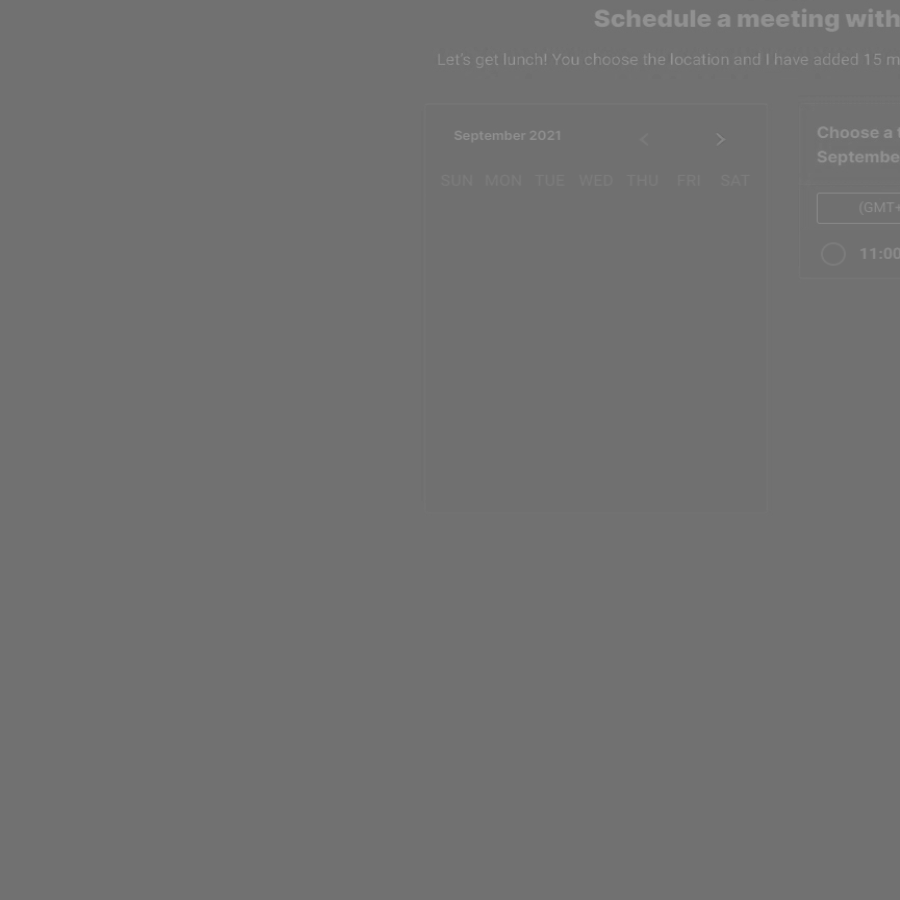 Schedule a meeting with
Let's get lunch! You choose the location and I have added 15 m
September 2021
SUN MON TUE WED THU FRI SAT
Choose a t
Septembe
(GMT+
11:00